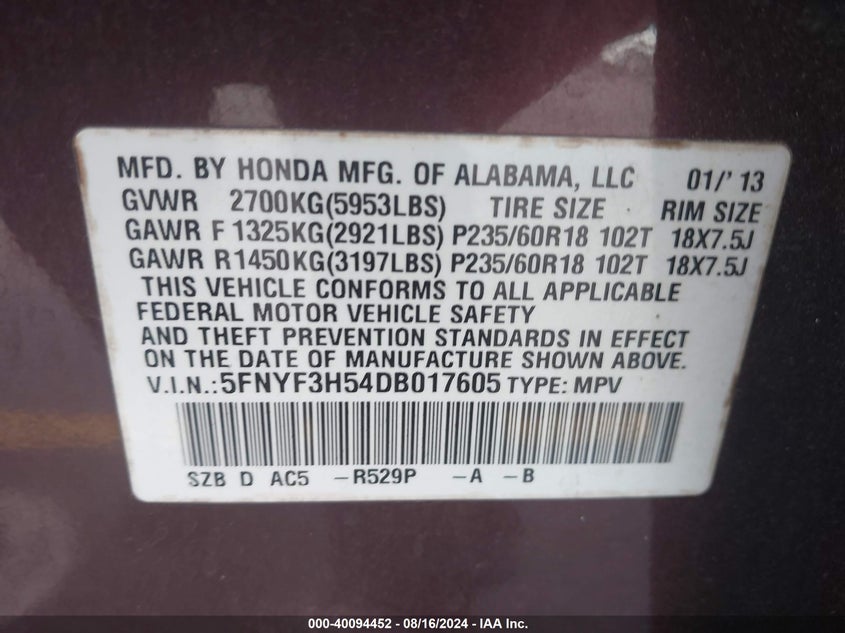 MFD. BY HONDA MFG. OF ALABAMA, LLC 01/' 13
GVWR 2700KG(5953LBS) TIRE SIZE RIM SIZE
GAWR F 1325KG(2921LBS) P235/60R18 102T 18X7.5J
GAWR R1450KG(3197LBS) P235/60R18 102T 18X7.5J
THIS VEHICLE CONFORMS TO ALL APPLICABLE
FEDERAL MOTOR VEHICLE SAFETY
AND THEFT PREVENTION STANDARDS IN EFFECT
ON THE DATE OF MANUFACTURE SHOWN ABOVE.
V.I.N.:5FNYF3H54DB017605 TYPE: MPV
SZB D AC5 –R529P –A –B
000-40094452 - 08/16/2024 - IAA Inc.